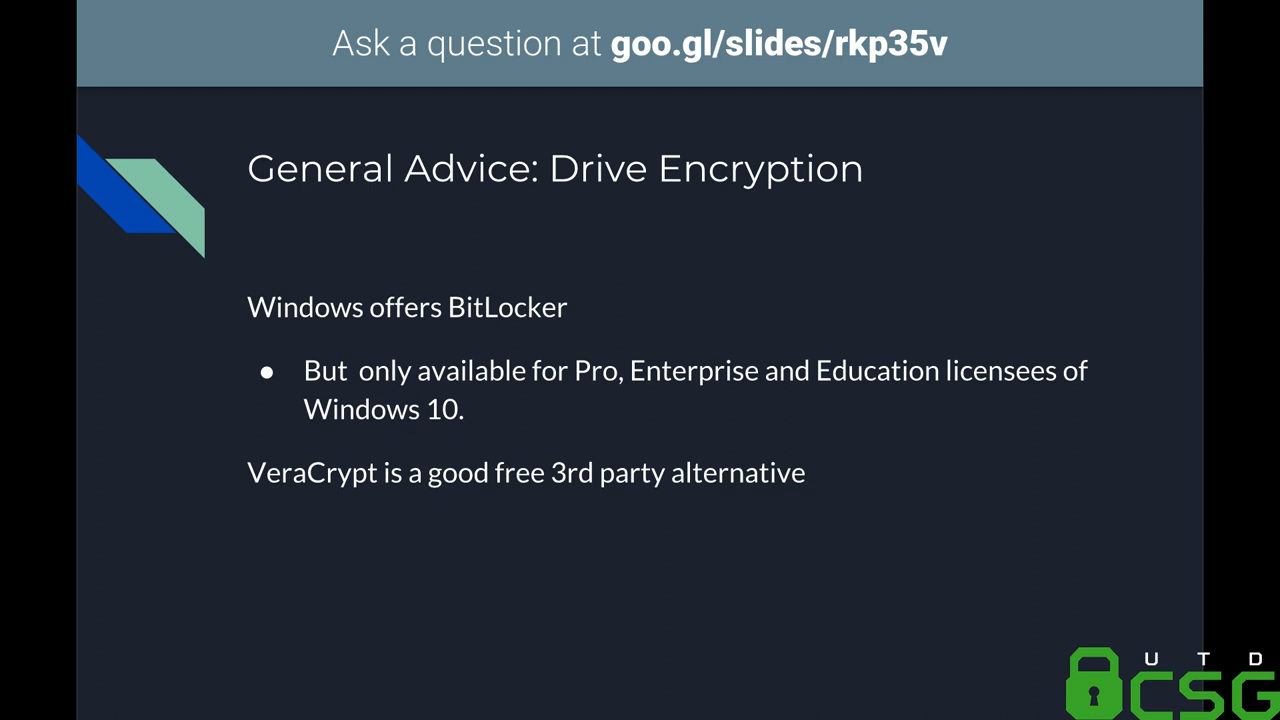 Ask a question at goo.gl/slides/rkp35v
General Advice: Drive Encryption
Windows offers BitLocker
● But  only available for Pro, Enterprise and Education licensees of
Windows 10.
VeraCrypt is a good free 3rd party alternative
U T D
CSG